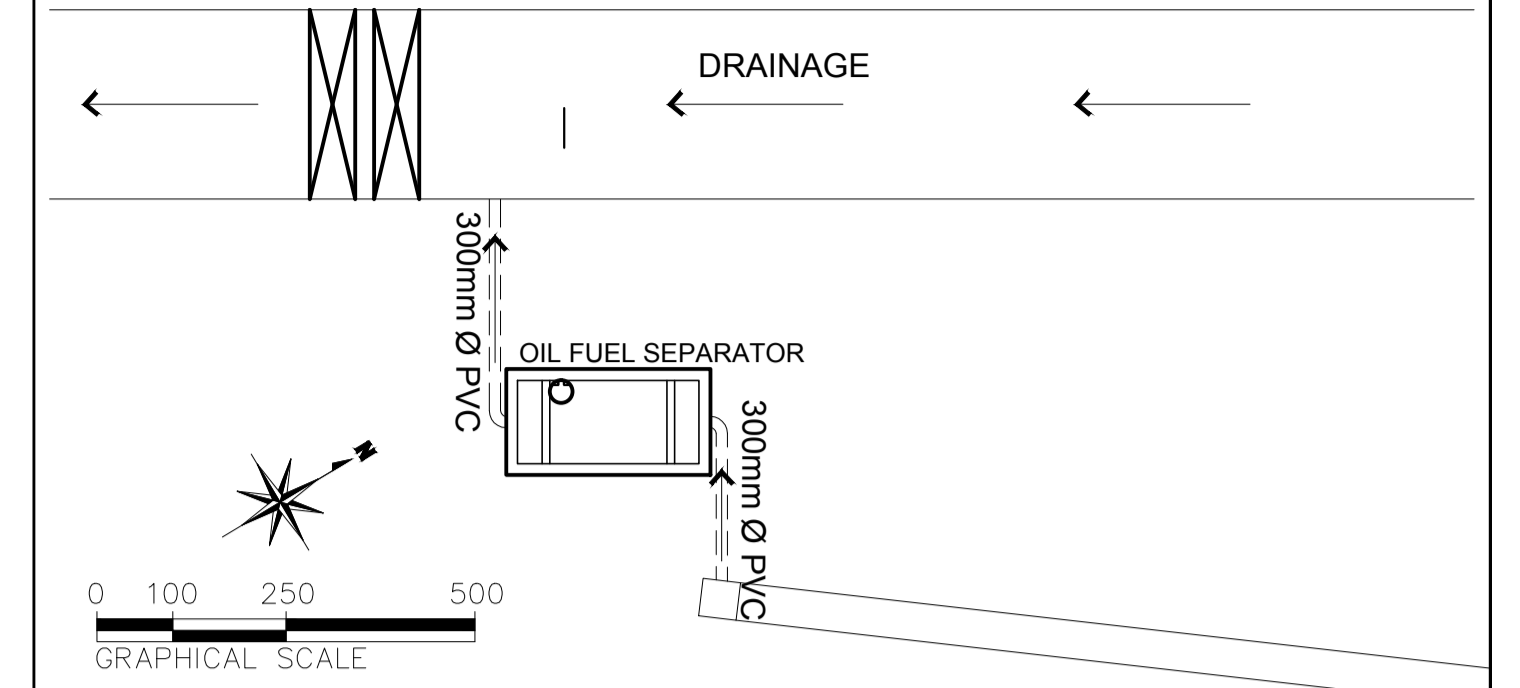 DRAINAGE
300mm Ø PVC
OIL FUEL SEPARATOR
300mm Ø PVC
N
0 100 250 500
GRAPHICAL SCALE